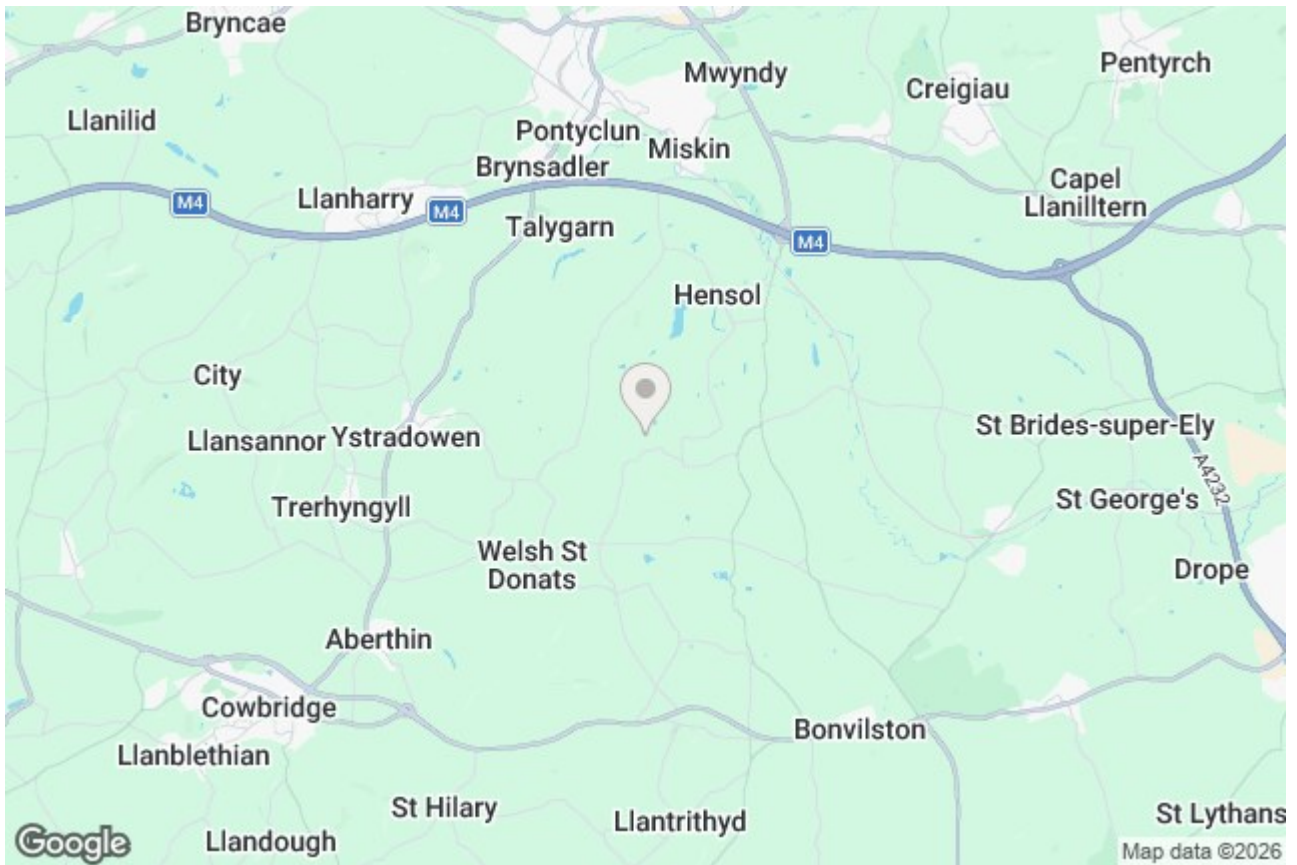 Bryncae
Pentyrch
Mwyndy
Creigiau
Llanilid
Pontyclun
Miskin
Brynsadler
Capel
Llanilltern
Llanharry
M4
M4
Talygarn
M4
Hensol
City
St Brides-super-Ely
Llansannor
Ystradowen
A4232
St George's
Trerhyngyll
Welsh St
Donats
Drope
Aberthin
Cowbridge
Bonvilston
Llanblethian
St Hilary
Llantrithyd
St Lythans
Llandough
Google
Map data ©2026